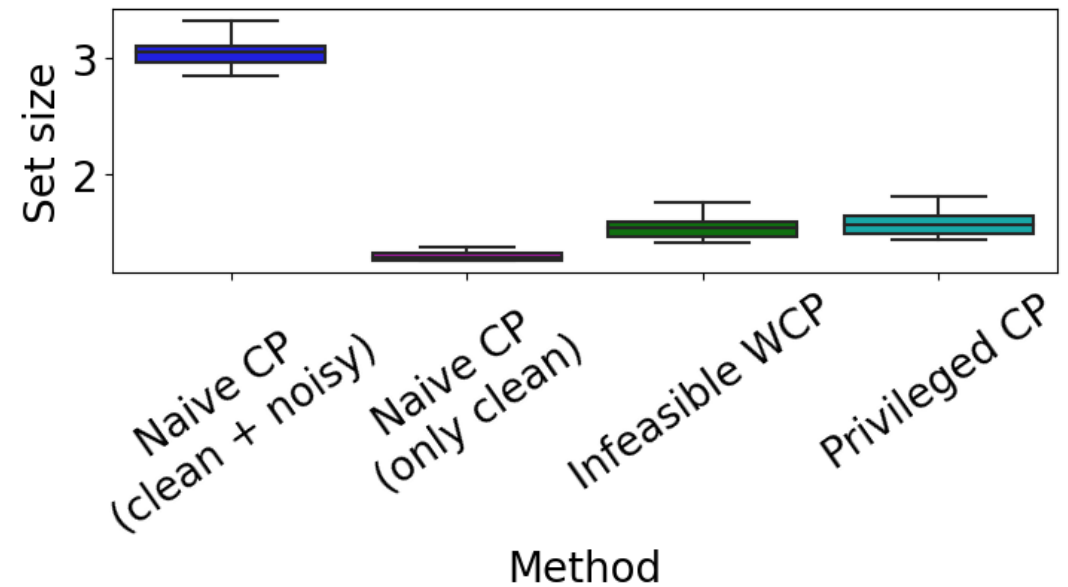 Set size
3
2
Naive CP
(clean + noisy)
Naive CP
(only clean)
Infeasible WCP
Privileged CP
Method